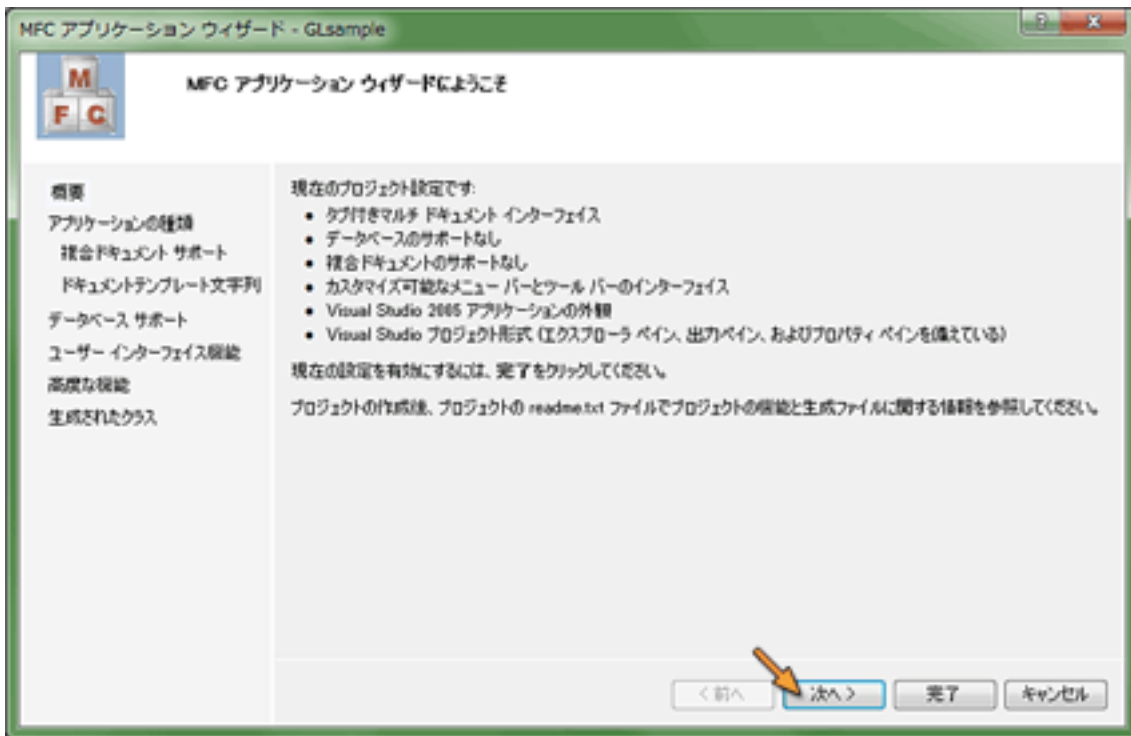 MFC アプリケーション ウィザード - GLsample
M
F C
MFC アプリケーション ウィザードにようこそ
概要
アプリケーションの種類
複合ドキュメント サポート
ドキュメントテンプレート文字列
データベース サポート
ユーザー インターフェイス機能
高度な機能
生成されたクラス
現在のプロジェクト設定です:
• タブ付きマルチ ドキュメント インターフェイス
• データベースのサポートなし
• 複合ドキュメントのサポートなし
• カスタマイズ可能なメニュー バーとツール バーのインターフェイス
• Visual Studio 2005 アプリケーションの外観
• Visual Studio プロジェクト形式 (エクスプローラ ペイン、出力ペイン、およびプロパティ ペインを備えている)
現在の設定を有効にするには、完了をクリックしてください。
プロジェクトの作成後、プロジェクトの readme.txt ファイルでプロジェクトの機能と生成ファイルに関する情報を参照してください。
< 前へ 次へ > 完了 キャンセル